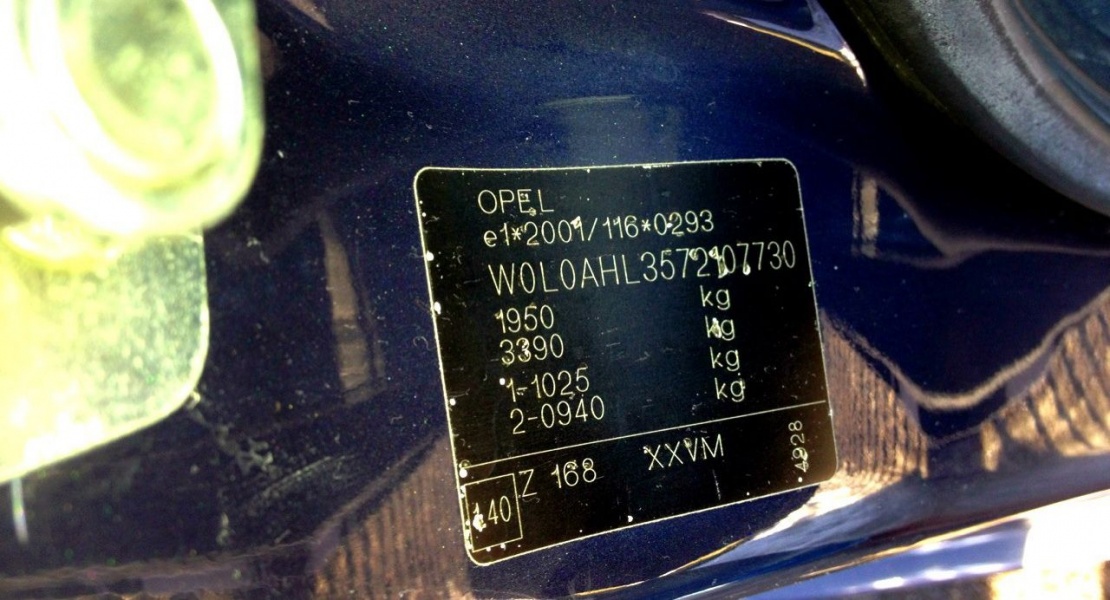 OPEL
e1*2001/116*0293
W0L0AHL3572107730
1950 kg
3390 kg
1-1025 kg
2-0940 kg
Z 168 XXVM
4928
140